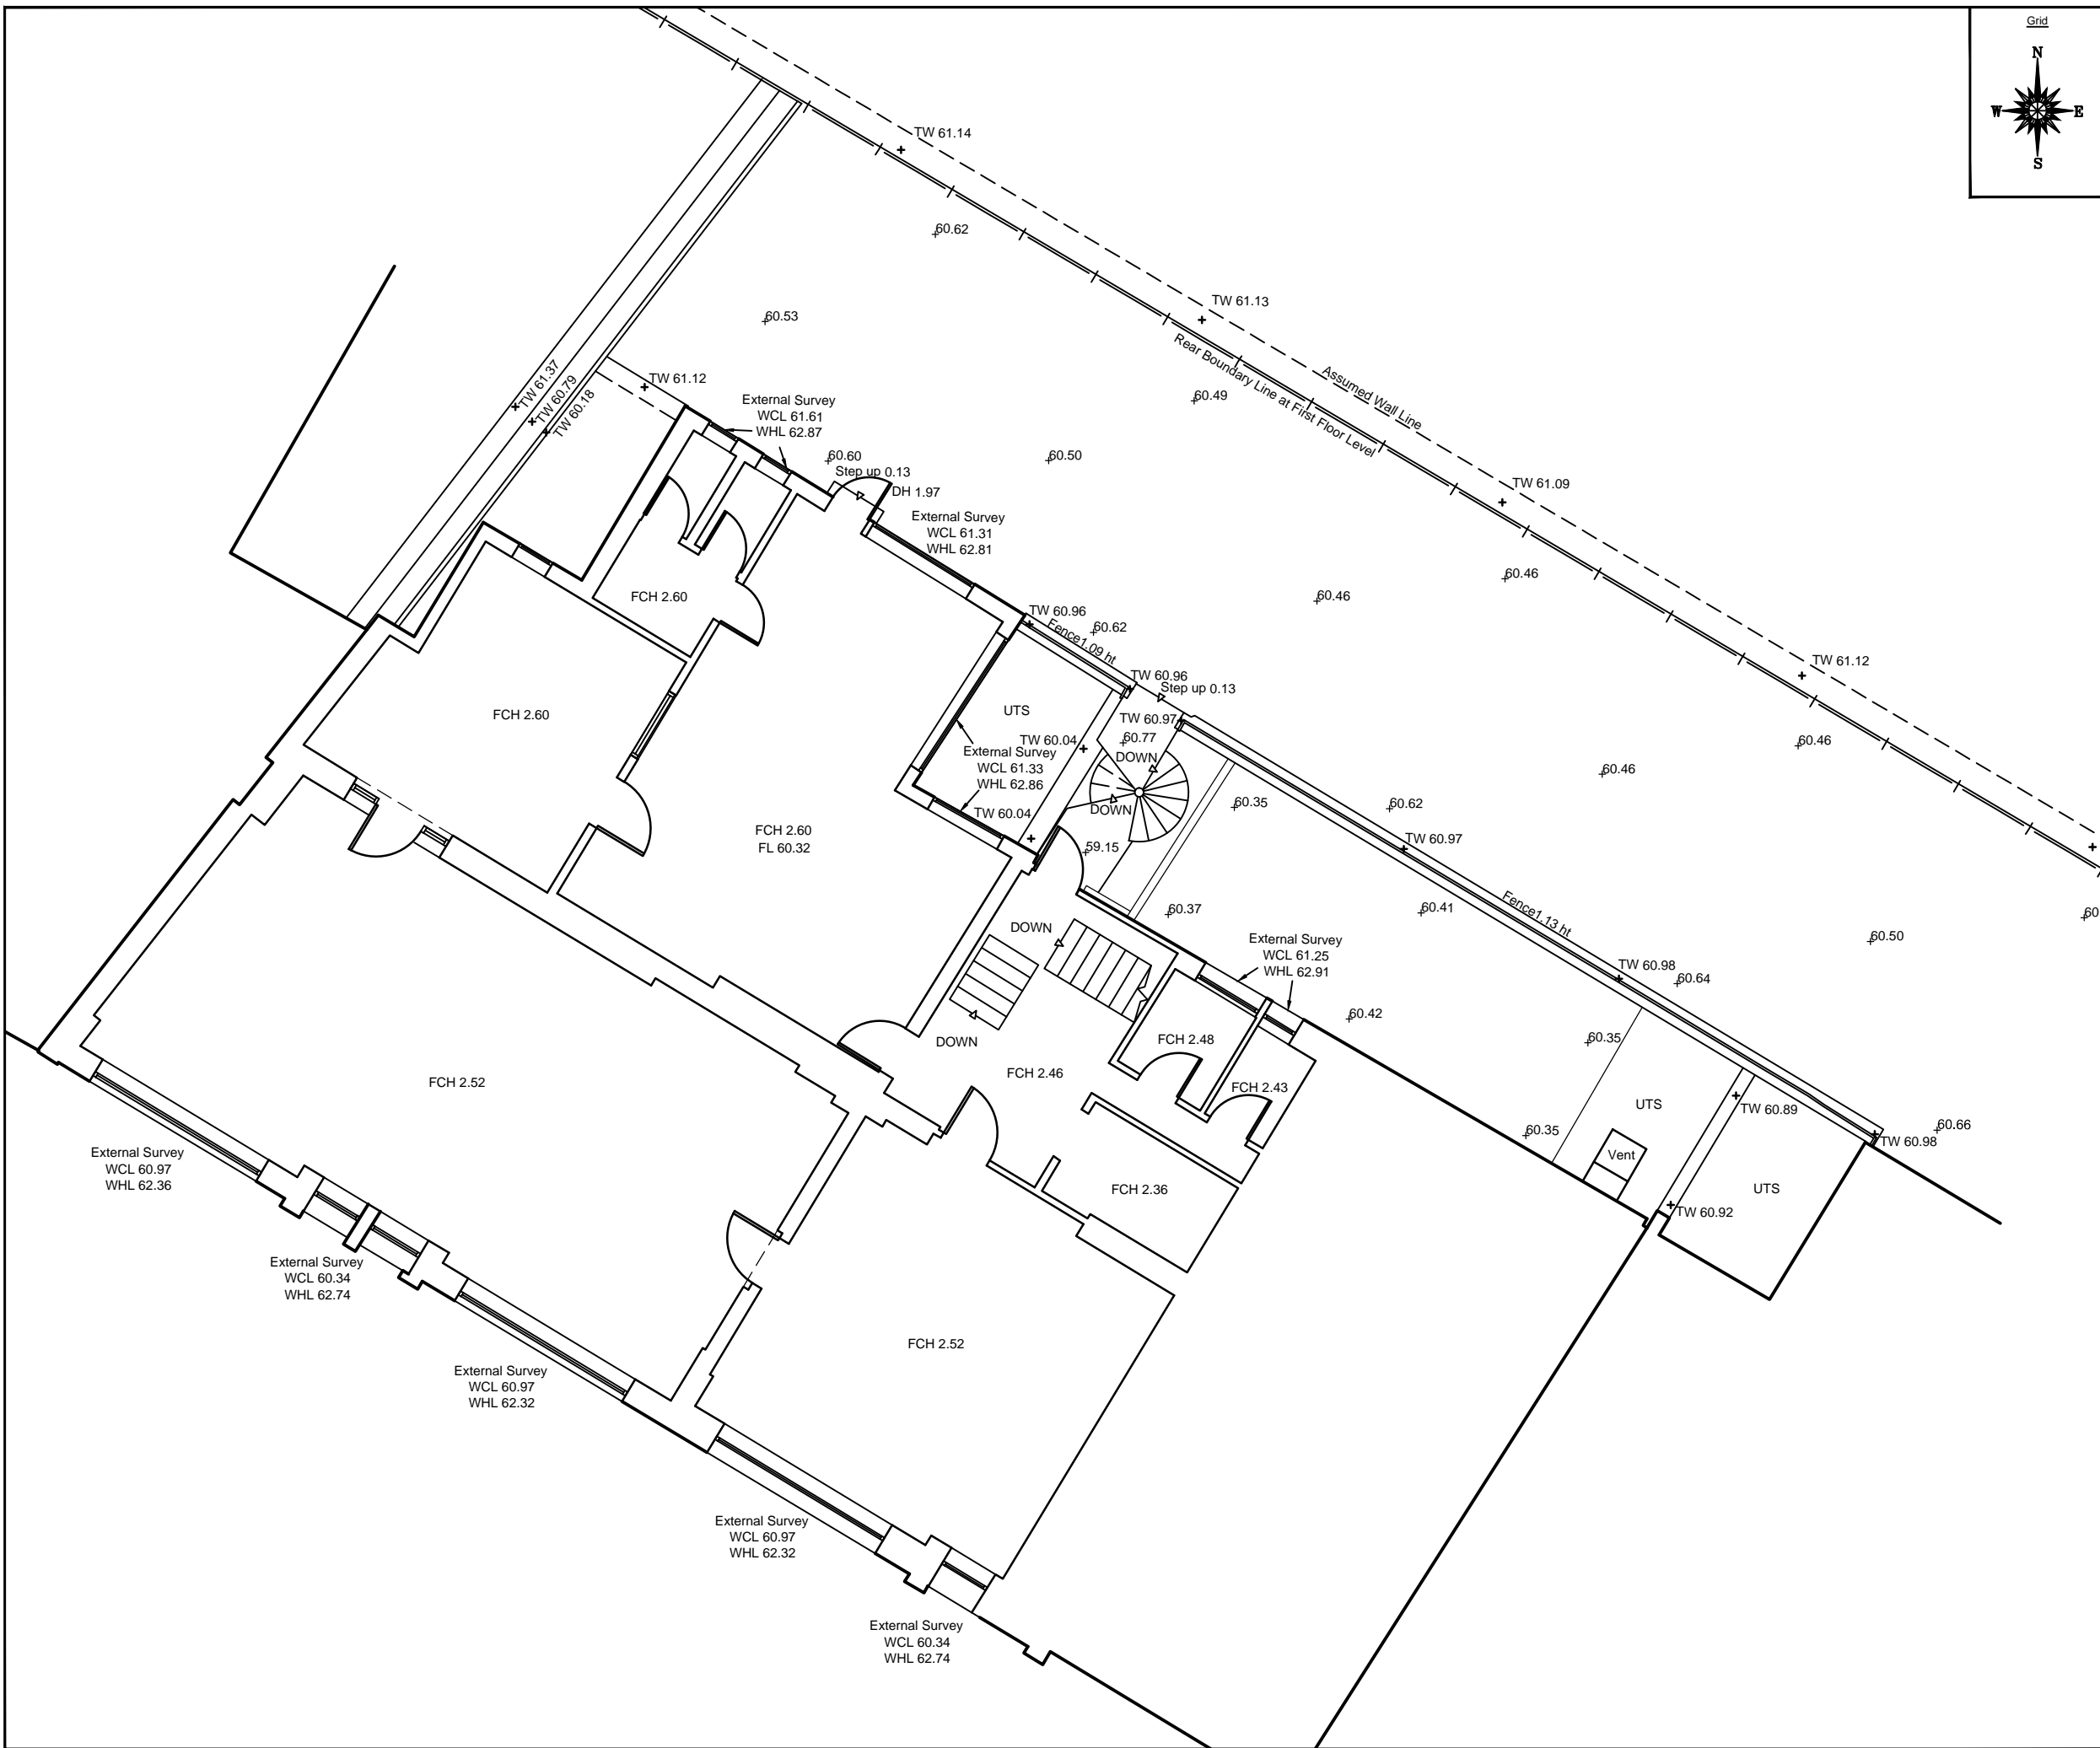 Grid
N
W
E
S
TW 61.14
60.62
TW 61.13
60.53
Rear Boundary Line at First Floor Level
Assumed Wall Line
TW 61.37
TW 60.79
TW 60.18
TW 61.12
External Survey
WCL 61.61
WHL 62.87
60.49
60.60
Step up 0.13
60.50
DH 1.97
TW 61.09
External Survey
WCL 61.31
WHL 62.81
60.46
60.46
FCH 2.60
TW 60.96
Fence1.09 ht
60.62
TW 61.12
TW 60.96
Step up 0.13
FCH 2.60
UTS
TW 60.97
TW 60.04
60.77
60.46
External Survey
WCL 61.33
WHL 62.86
DOWN
60.46
DOWN
TW 60.04
60.35
60.62
FCH 2.60
FL 60.32
TW 60.97
59.15
60.37
60.41
Fence1.13 ht
60
DOWN
60.50
External Survey
WCL 61.25
WHL 62.91
TW 60.98
60.64
60.42
DOWN
FCH 2.48
60.35
FCH 2.46
FCH 2.52
FCH 2.43
UTS
TW 60.89
60.35
60.66
TW 60.98
Vent
External Survey
WCL 60.97
WHL 62.36
FCH 2.36
UTS
TW 60.92
External Survey
WCL 60.34
WHL 62.74
FCH 2.52
External Survey
WCL 60.97
WHL 62.32
External Survey
WCL 60.97
WHL 62.32
External Survey
WCL 60.34
WHL 62.74